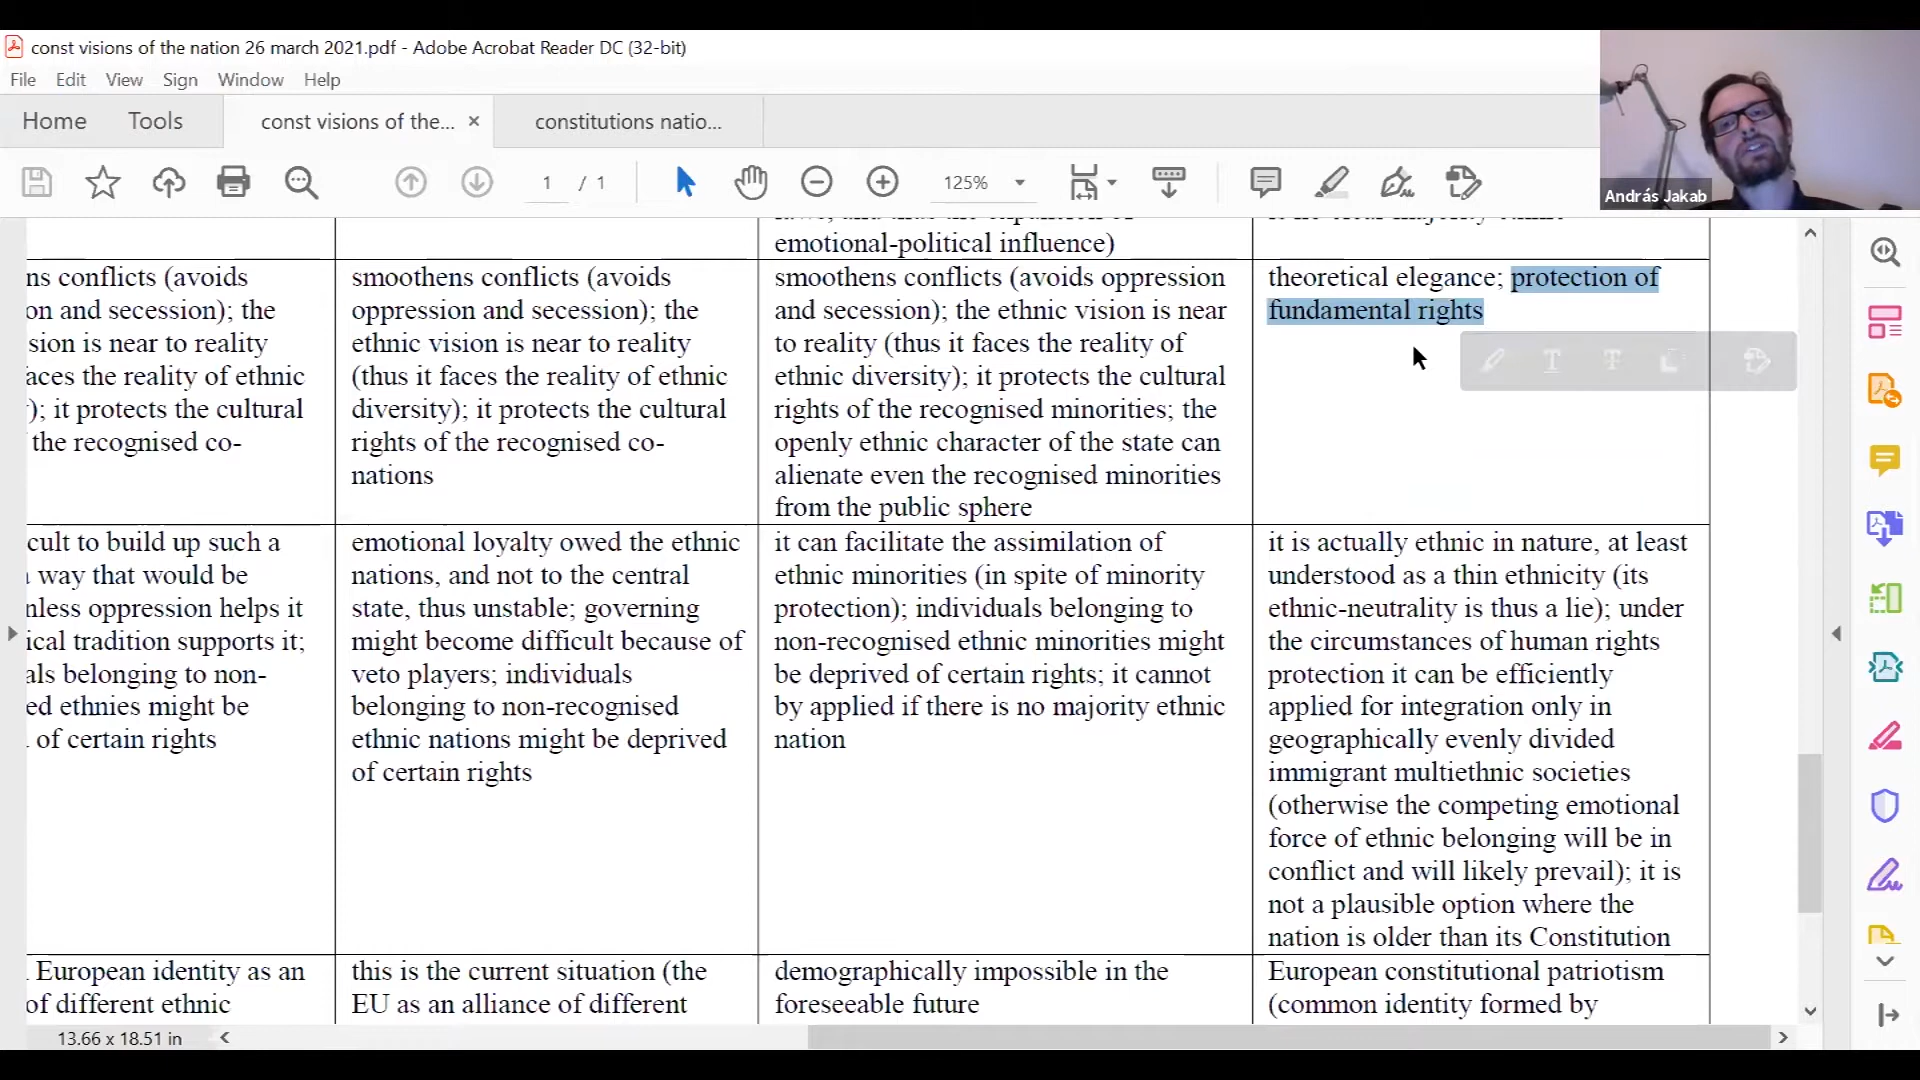 const visions of the nation 26 march 2021.pdf - Adobe Acrobat Reader DC (32-bit)
File Edit View Sign Window Help
Home Tools const visions of the... × constitutions natio...
1 / 1 125%
András Jakab
emotional-political influence)
ns conflicts (avoids
on and secession); the
sion is near to reality
aces the reality of ethnic
); it protects the cultural
the recognised co-
smoothens conflicts (avoids
oppression and secession); the
ethnic vision is near to reality
(thus it faces the reality of ethnic
diversity); it protects the cultural
rights of the recognised co-
nations
smoothens conflicts (avoids oppression
and secession); the ethnic vision is near
to reality (thus it faces the reality of
ethnic diversity); it protects the cultural
rights of the recognised minorities; the
openly ethnic character of the state can
alienate even the recognised minorities
from the public sphere
theoretical elegance; protection of
fundamental rights
cult to build up such a
way that would be
nless oppression helps it
ical tradition supports it;
als belonging to non-
ed ethnies might be
of certain rights
emotional loyalty owed the ethnic
nations, and not to the central
state, thus unstable; governing
might become difficult because of
veto players; individuals
belonging to non-recognised
ethnic nations might be deprived
of certain rights
it can facilitate the assimilation of
ethnic minorities (in spite of minority
protection); individuals belonging to
non-recognised ethnic minorities might
be deprived of certain rights; it cannot
by applied if there is no majority ethnic
nation
it is actually ethnic in nature, at least
understood as a thin ethnicity (its
ethnic-neutrality is thus a lie); under
the circumstances of human rights
protection it can be efficiently
applied for integration only in
geographically evenly divided
immigrant multiethnic societies
(otherwise the competing emotional
force of ethnic belonging will be in
conflict and will likely prevail); it is
not a plausible option where the
nation is older than its Constitution
European identity as an
of different ethnic
this is the current situation (the
EU as an alliance of different
demographically impossible in the
foreseeable future
European constitutional patriotism
(common identity formed by
13.66 x 18.51 in